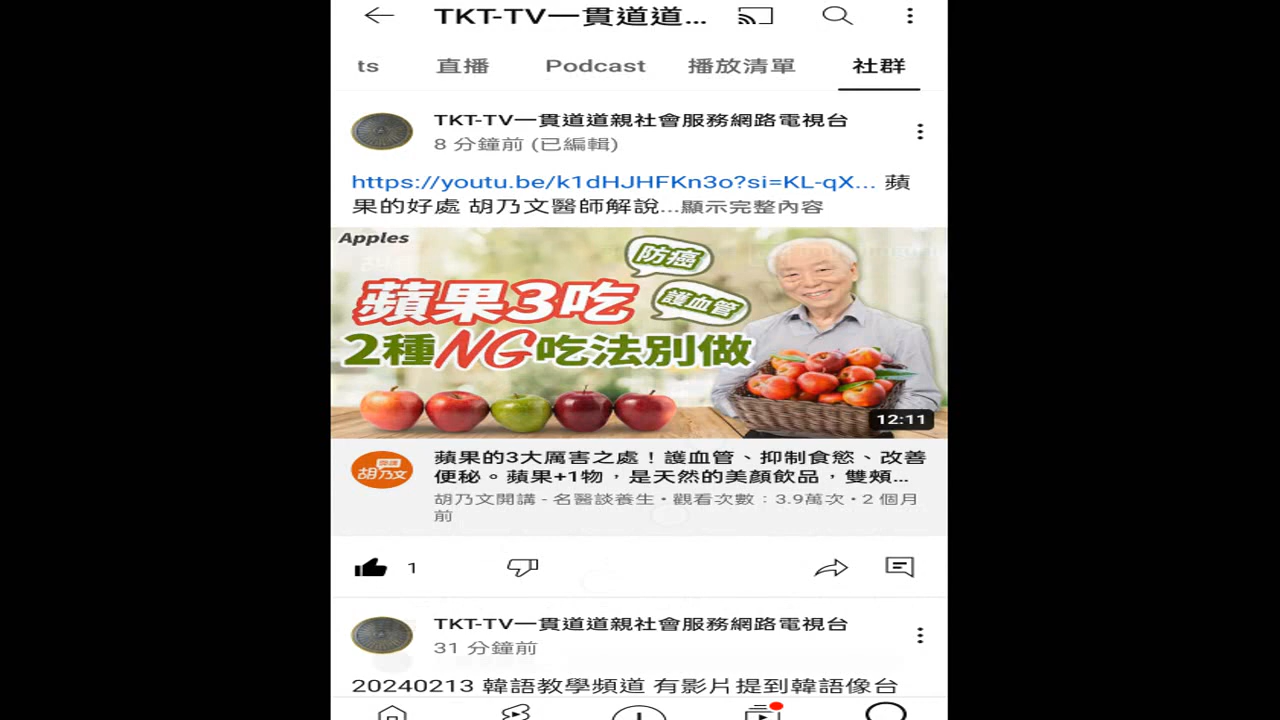 TKT-TV一貫道道...
ts 直播 Podcast 播放清單 社群
TKT-TV一貫道道親社會服務網路電視台
8 分鐘前 (已編輯)
https://youtu.be/k1dHJHFKn3o?si=KL-qX... 蘋
果的好處 胡乃文醫師解說...顯示完整內容
Apples
防癌
蘋果3吃
護血管
2種NG吃法別做
12:11
胡乃文
開講
蘋果的3大厲害之處！護血管、抑制食慾、改善
便秘。蘋果+1物，是天然的美顏飲品，雙頰...
胡乃文開講 - 名醫談養生・觀看次數：3.9萬次・2 個月
前
1
TKT-TV一貫道道親社會服務網路電視台
31 分鐘前
20240213 韓語教學頻道 有影片提到韓語像台